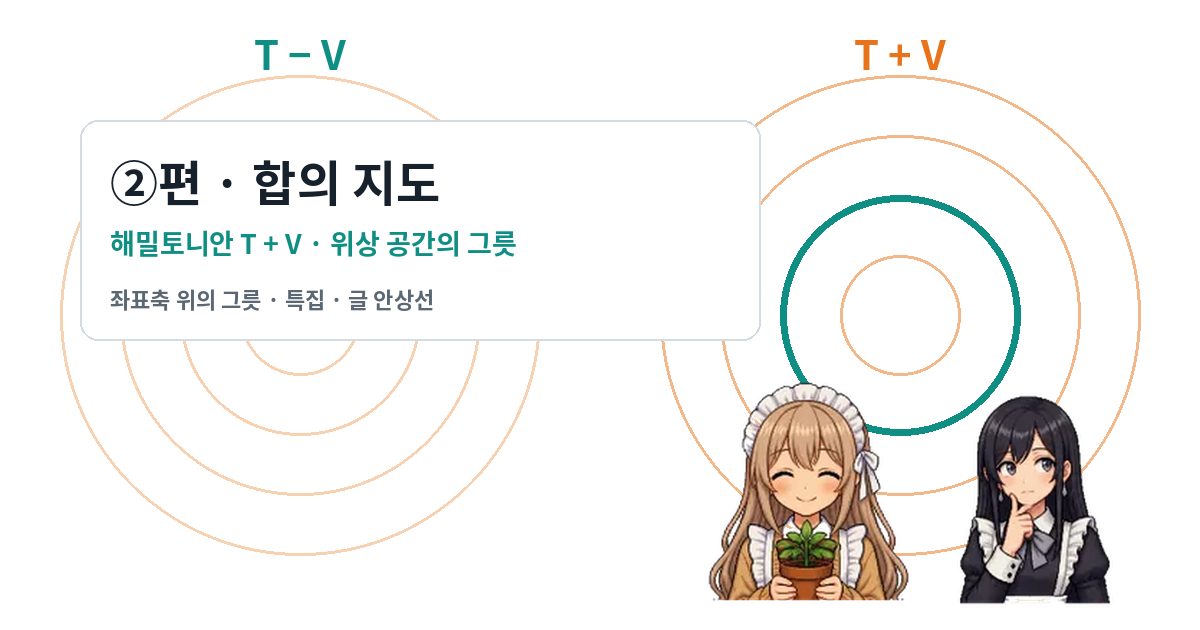 T − V
T + V
②편 · 합의 지도
해밀토니안 T + V · 위상 공간의 그릇
좌표축 위의 그릇 · 특집 · 글 안상선